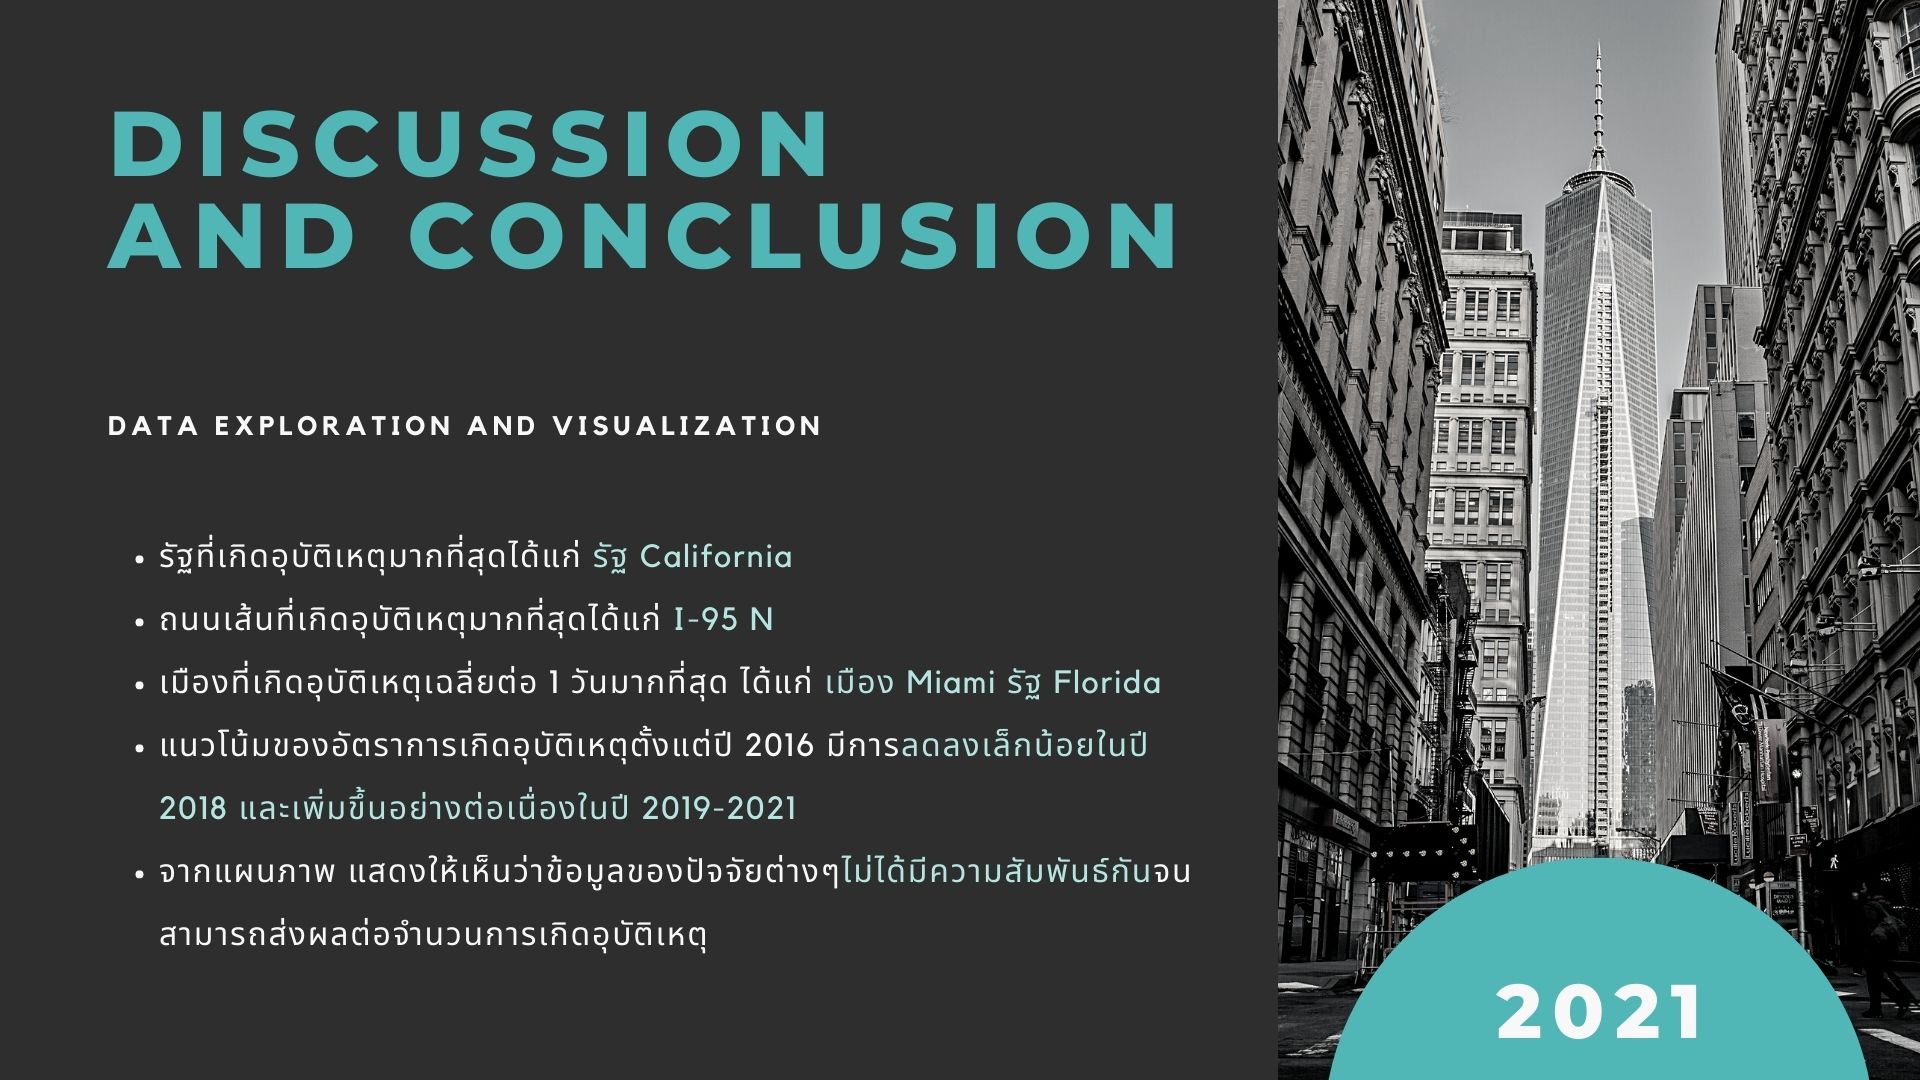 DISCUSSION
AND CONCLUSION
DATA EXPLORATION AND VISUALIZATION
• รัฐที่เกิดอุบัติเหตุมากที่สุดได้แก่ รัฐ California
• ถนนเส้นที่เกิดอุบัติเหตุมากที่สุดได้แก่ I-95 N
• เมืองที่เกิดอุบัติเหตุเฉลี่ยต่อ 1 วันมากที่สุด ได้แก่ เมือง Miami รัฐ Florida
• แนวโน้มของอัตราการเกิดอุบัติเหตุตั้งแต่ปี 2016 มีการลดลงเล็กน้อยในปี
2018 และเพิ่มขึ้นอย่างต่อเนื่องในปี 2019-2021
• จากแผนภาพ แสดงให้เห็นว่าข้อมูลของปัจจัยต่างๆไม่ได้มีความสัมพันธ์กันจน
สามารถส่งผลต่อจำนวนการเกิดอุบัติเหตุ
2021